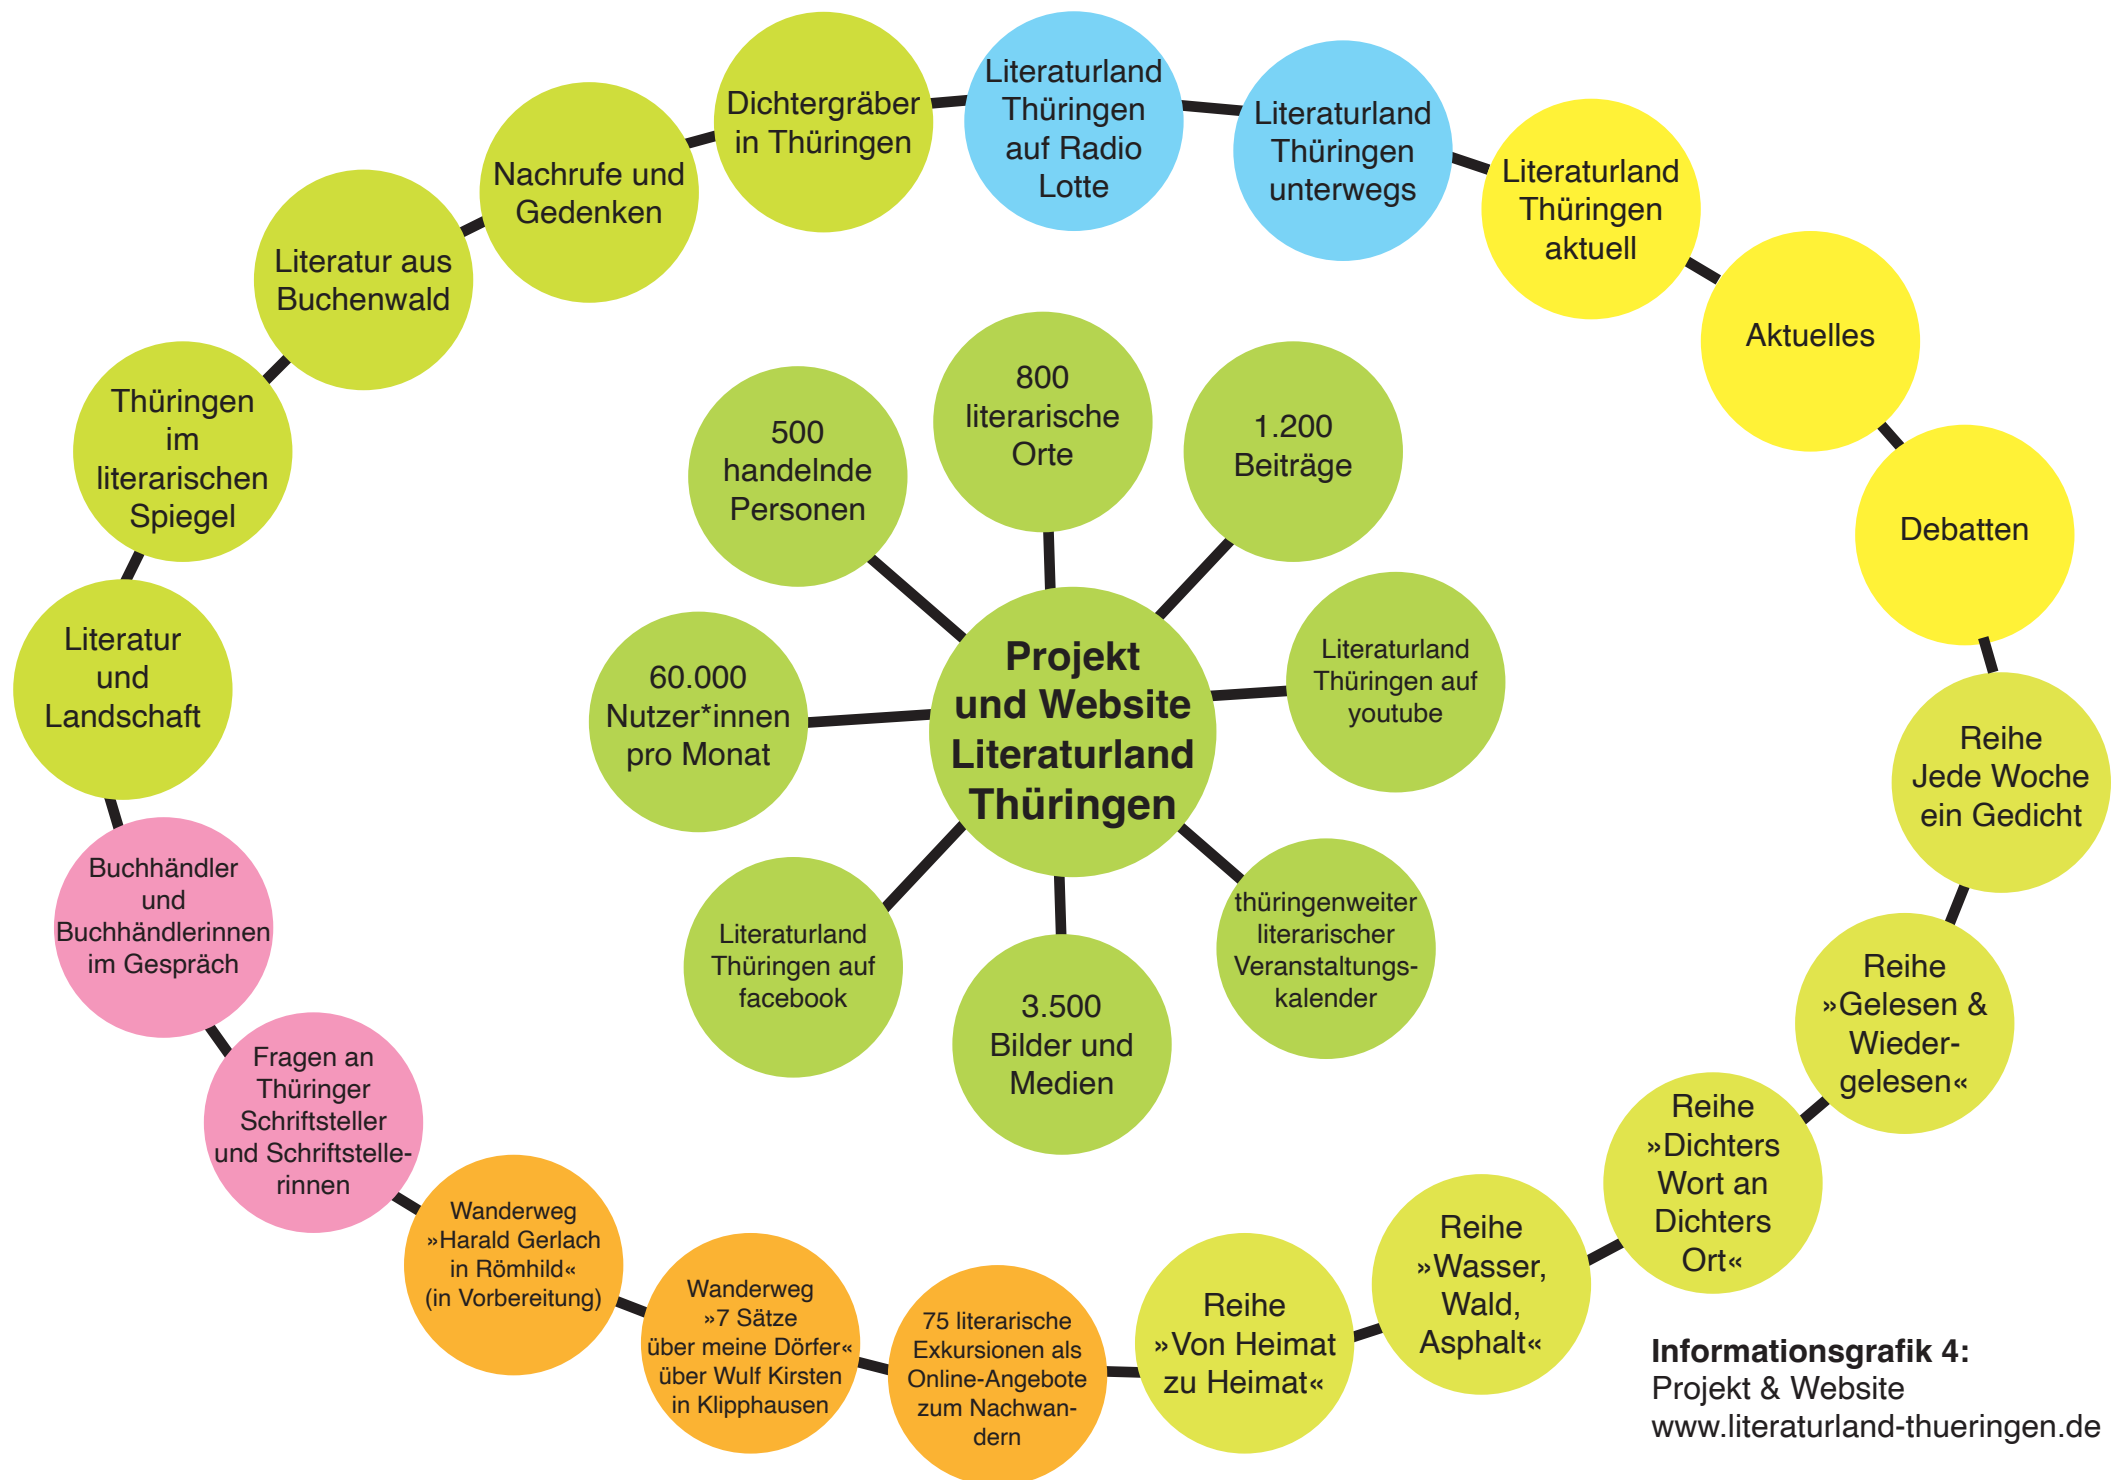 Literaturland
Thüringen
auf Radio
Lotte
Literaturland
Thüringen
unterwegs
Literaturland
Thüringen
aktuell
Aktuelles
Debatten
Reihe
Jede Woche
ein Gedicht
Reihe
»Gelesen &
Wieder-
gelesen«
Reihe
»Dichters
Wort an
Dichters
Ort«
Reihe
»Wasser,
Wald,
Asphalt«
Reihe
»Von Heimat
zu Heimat«
75 literarische
Exkursionen als
Online-Angebote
zum Nachwan-
dern
Wanderweg
»7 Sätze
über meine Dörfer«
über Wulf Kirsten
in Klipphausen
Wanderweg
»Harald Gerlach
in Römhild«
(in Vorbereitung)
Fragen an
Thüringer
Schriftsteller
und Schriftstelle-
rinnen
Buchhändler
und
Buchhändlerinnen
im Gespräch
Literatur
und
Landschaft
Thüringen
im
literarischen
Spiegel
Literatur aus
Buchenwald
Nachrufe und
Gedenken
Dichtergräber
in Thüringen
Projekt
und Website
Literaturland
Thüringen
800
literarische
Orte
1.200
Beiträge
Literaturland
Thüringen auf
youtube
thüringenweiter
literarischer
Veranstaltungs-
kalender
3.500
Bilder und
Medien
Literaturland
Thüringen auf
facebook
60.000
Nutzer*innen
pro Monat
500
handelnde
Personen
Informationsgrafik 4:
Projekt & Website
www.literaturland-thueringen.de